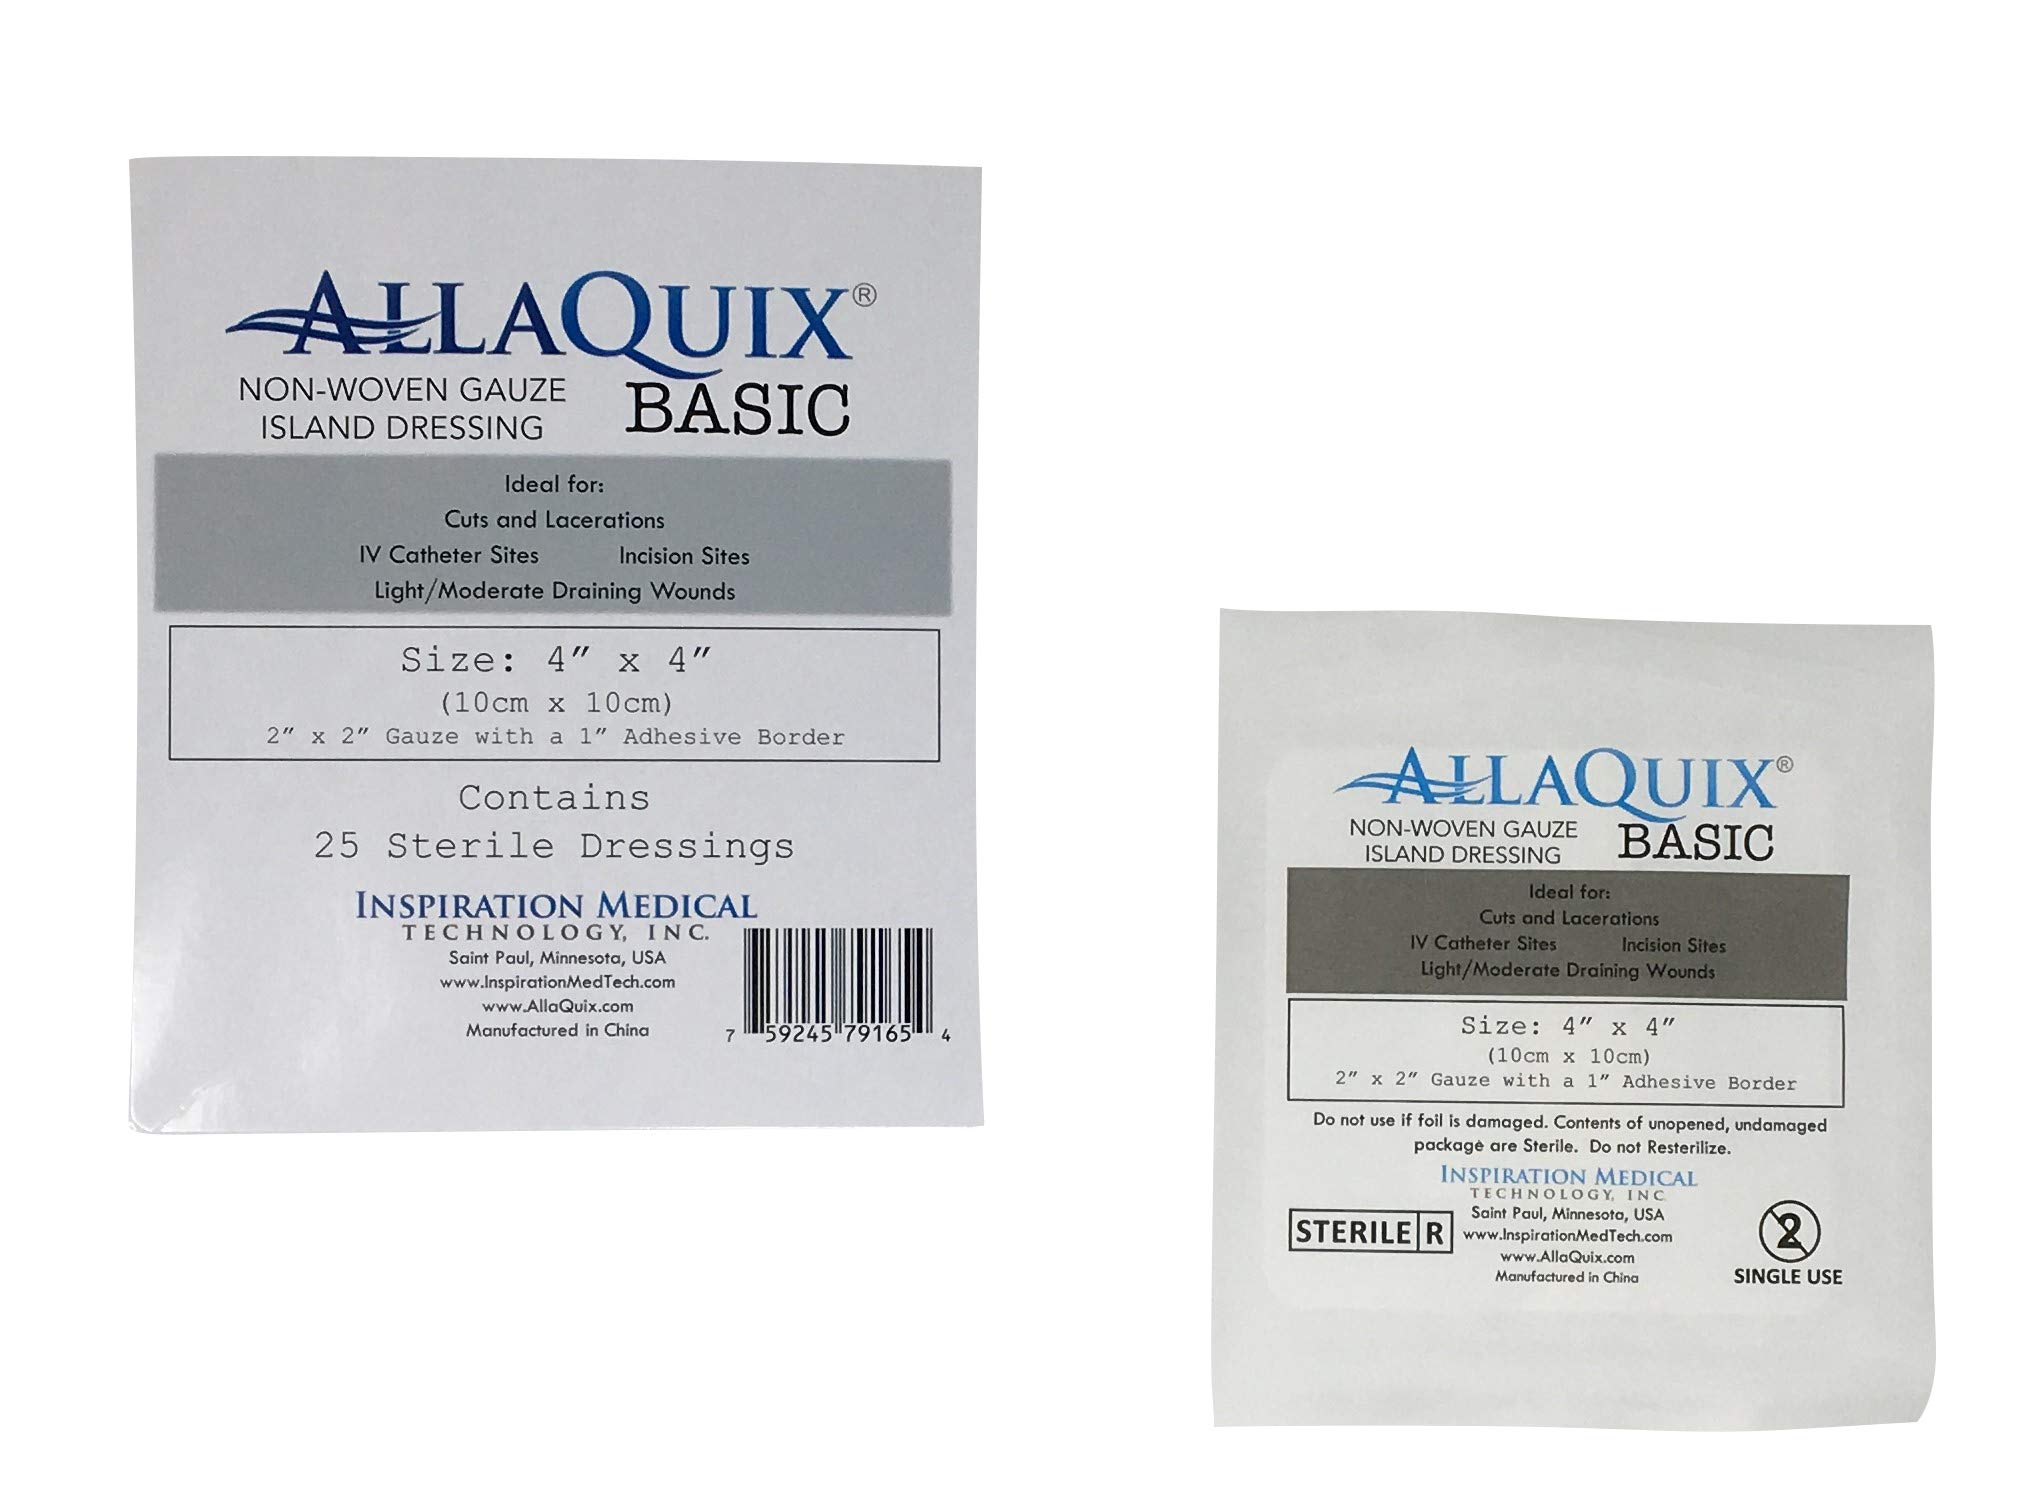 ALLAQUIX®
NON-WOVEN GAUZE
ISLAND DRESSING
BASIC
Ideal for:
Cuts and Lacerations
IV Catheter Sites Incision Sites
Light/Moderate Draining Wounds
Size: 4″ x 4″
(10cm x 10cm)
2″ x 2″ Gauze with a 1″ Adhesive Border
Contains
25 Sterile Dressings
INSPIRATION MEDICAL
TECHNOLOGY, INC.
Saint Paul, Minnesota, USA
www.InspirationMedTech.com
www.AllaQuix.com
Manufactured in China
7 59245 79165 4
ALLAQUIX®
NON-WOVEN GAUZE
ISLAND DRESSING
BASIC
Ideal for:
Cuts and Lacerations
IV Catheter Sites Incision Sites
Light/Moderate Draining Wounds
Size: 4″ x 4″
(10cm x 10cm)
2″ x 2″ Gauze with a 1″ Adhesive Border
Do not use if foil is damaged. Contents of unopened, undamaged
package are Sterile. Do not Resterilize.
INSPIRATION MEDICAL
TECHNOLOGY, INC
Saint Paul, Minnesota, USA
www.InspirationMedTech.com
www.AllaQuix.com
Manufactured in China
STERILE R
2
SINGLE USE